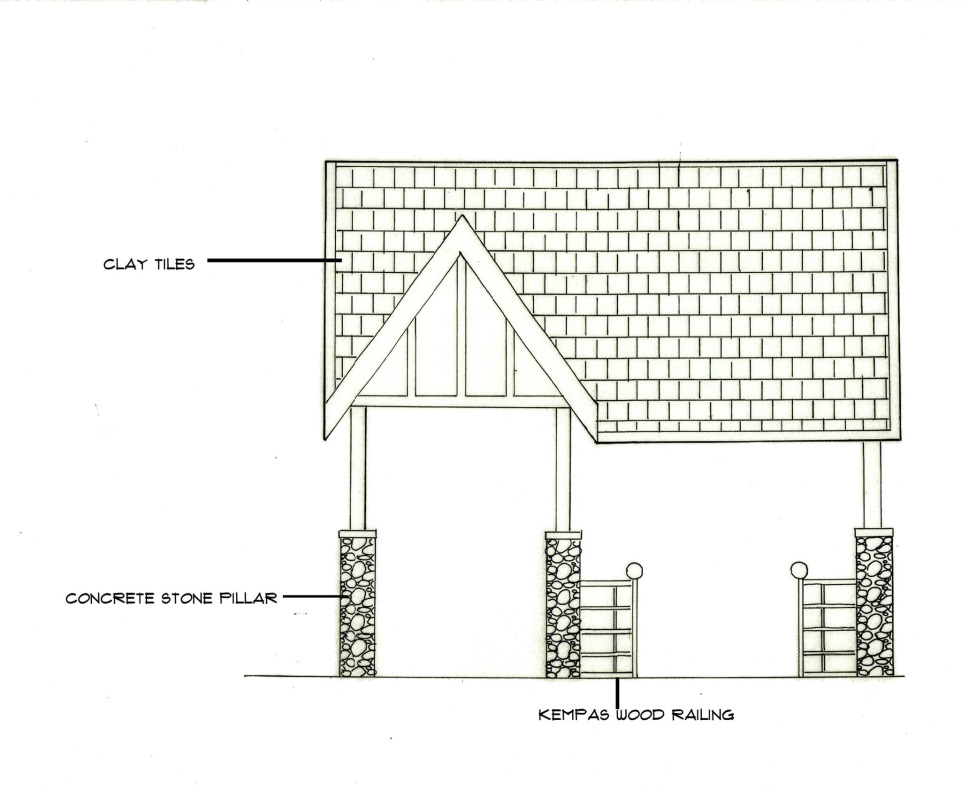 CLAY TILES
CONCRETE STONE PILLAR
KEMPAS WOOD RAILING